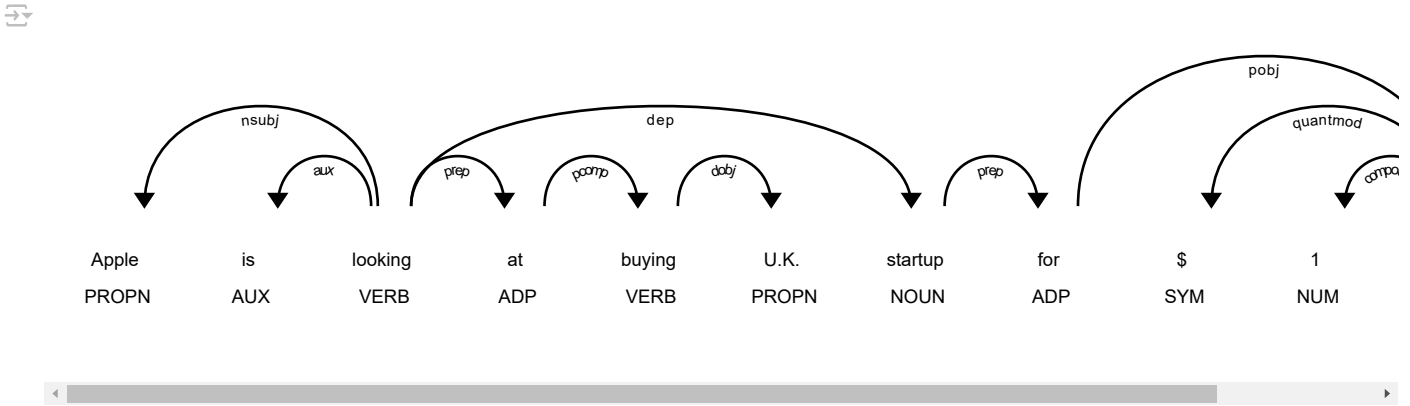 pobj
nsubj dep quantmod
aux prep pcomp dobj prep
Apple is looking at buying U.K. startup for $ 1
PROPN AUX VERB ADP VERB PROPN NOUN ADP SYM NUM